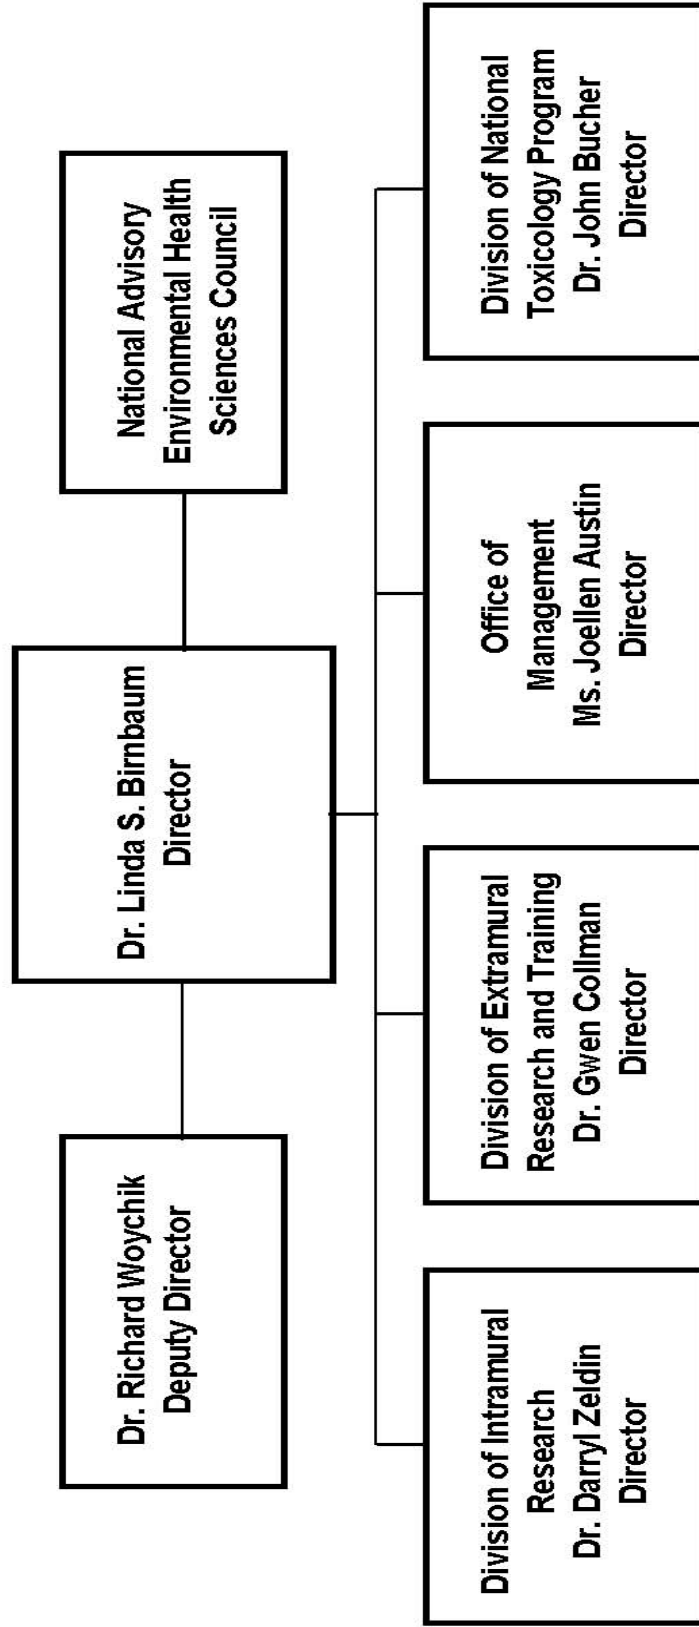 Dr. Linda S. Birnbaum
Director
Dr. Richard Woychik
Deputy Director
National Advisory
Environmental Health
Sciences Council
Division of Intramural
Research
Dr. Darryl Zeldin
Director
Division of Extramural
Research and Training
Dr. Gwen Collman
Director
Office of
Management
Ms. Joellen Austin
Director
Division of National
Toxicology Program
Dr. John Bucher
Director